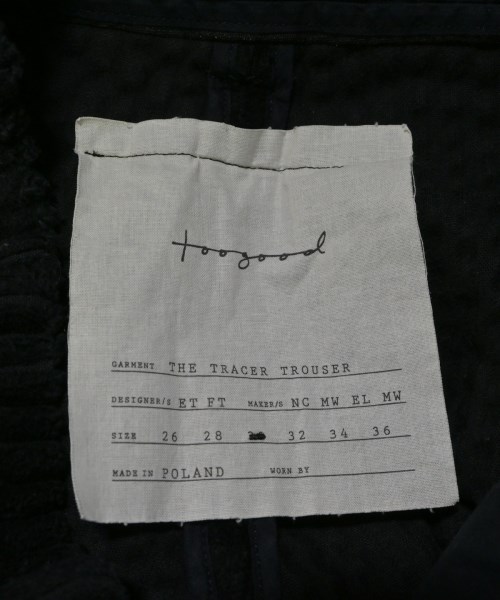 toogood
GARMENT THE TRACER TROUSER
DESIGNER/S ET FT MAKER/S NC MW EL MW
SIZE 26 28 32 34 36
MADE IN POLAND WORN BY